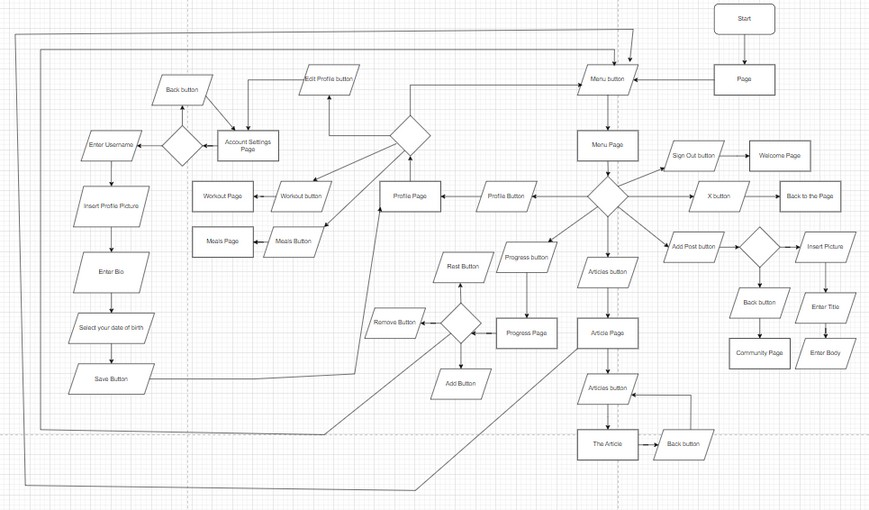 Start
Menu button
Page
Edit Profile button
Back button
Enter Username
Account Settings
Page
Menu Page
Sign Out button
Welcome Page
Insert Profile Picture
Workout Page
Workout button
Profile Page
Profile Button
X button
Back to the Page
Meals Page
Meals Button
Progress button
Add Post button
Insert Picture
Enter Bio
Rest Button
Articles button
Back button
Enter Title
Select your date of birth
Remove Button
Progress Page
Article Page
Community Page
Enter Body
Save Button
Add Button
Articles button
The Article
Back button